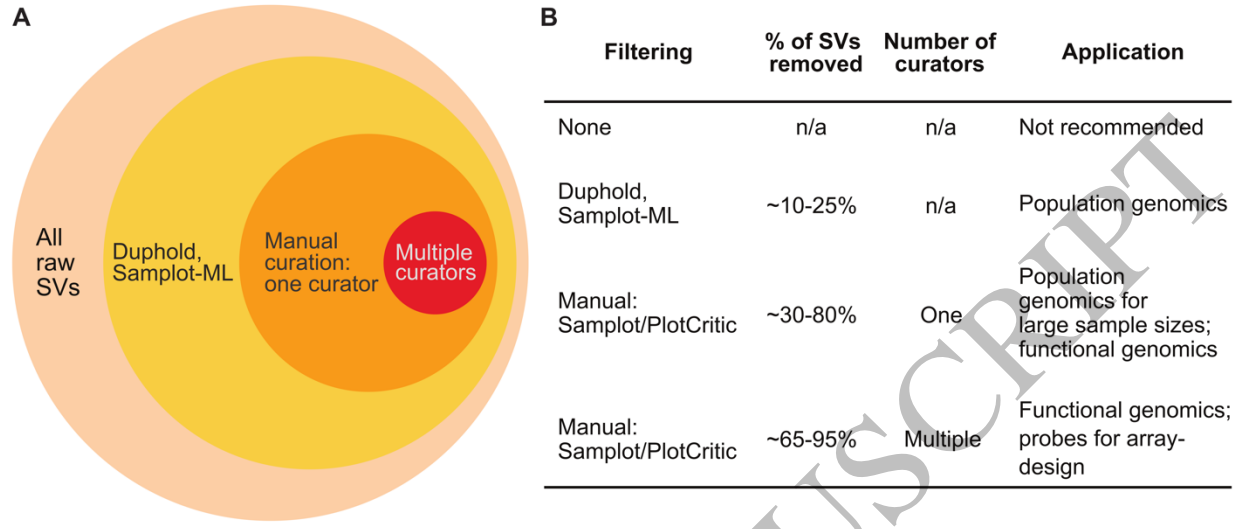 A
All
raw
SVs
Duphold,
Samplot-ML
Manual
curation:
one curator
Multiple
curators
B
Filtering
% of SVs
removed
Number of
curators
Application
None
n/a
n/a
Not recommended
Duphold,
Samplot-ML
~10-25%
n/a
Population genomics
Manual:
Samplot/PlotCritic
~30-80%
One
Population
genomics for
large sample sizes;
functional genomics
Manual:
Samplot/PlotCritic
~65-95%
Multiple
Functional genomics;
probes for array-
design
USCRIPT